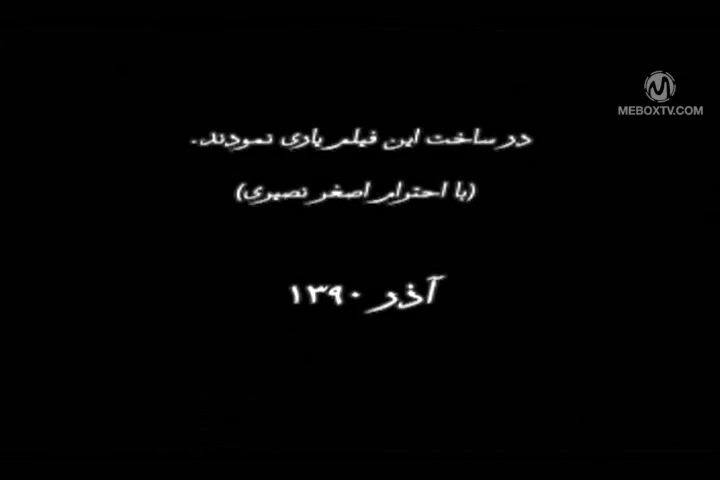 MEBOXTV.COM
در ساخت این فیلم یاری نمودند.
(با احترام اصغر نصیری)
آذر ۱۳۹۰